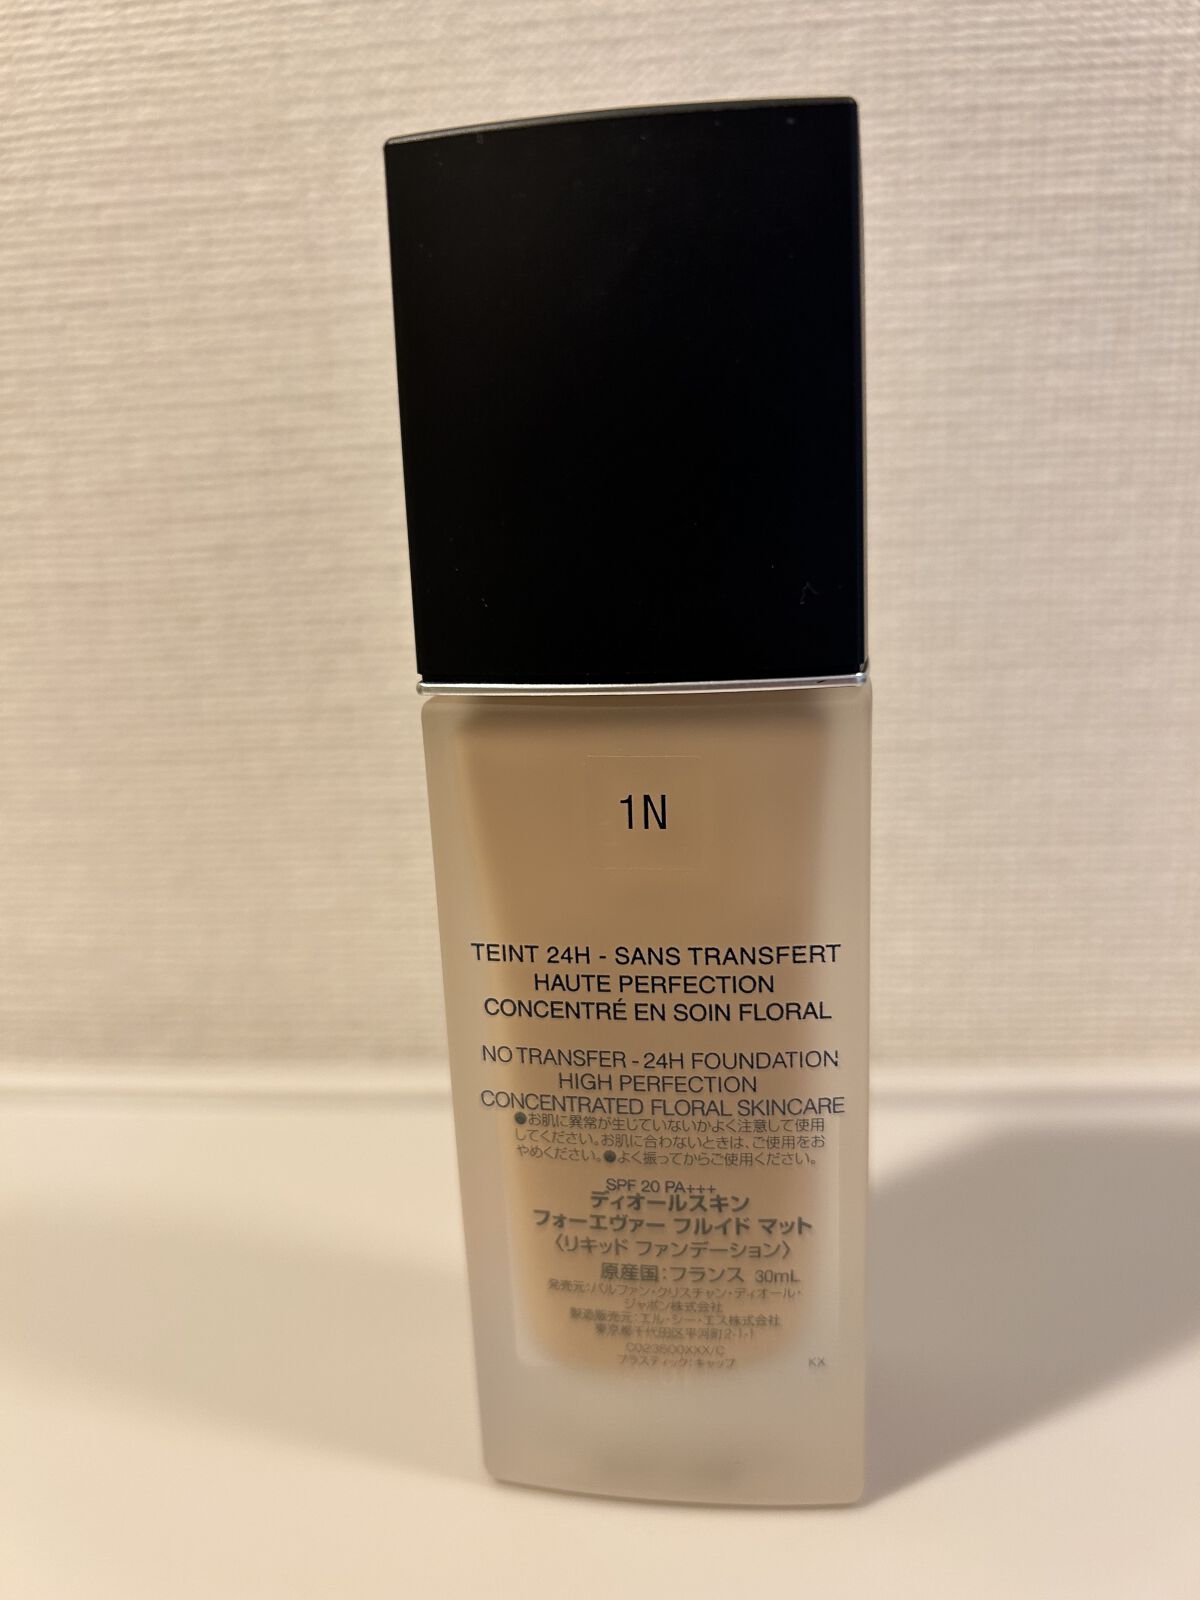 1N
TEINT 24H - SANS TRANSFERT
HAUTE PERFECTION
CONCENTRÉ EN SOIN FLORAL
NO TRANSFER - 24H FOUNDATION
HIGH PERFECTION
CONCENTRATED FLORAL SKINCARE
●お肌に異常が生じていないかよく注意して使用
してください。お肌に合わないときは、ご使用をお
やめください。●よく振ってからご使用ください。
SPF 20 PA+++
ディオールスキン
フォーエヴァー フルイド マット
〈リキッド ファンデーション〉
原産国:フランス 30mL
発売元:パルファン・クリスチャン・ディオール・
ジャポン株式会社
製造販売元:エル・シー・エス株式会社
東京都千代田区平河町2-1-1
C023500XXX/C
プラスティック:キャップ
KX